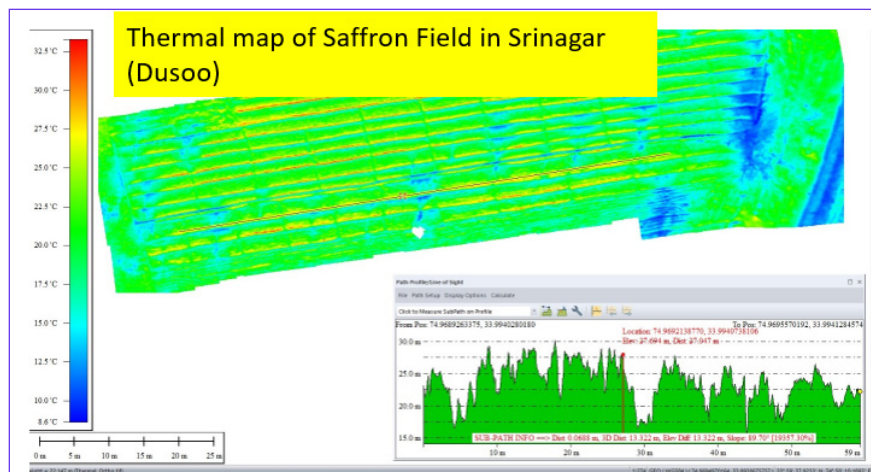 Thermal map of Saffron Field in Srinagar
(Dusoo)
32.5 °C
30.0 °C
27.5 °C
25.0 °C
22.5 °C
20.0 °C
17.5 °C
15.0 °C
12.5 °C
10.0 °C
8.6 °C
0 m 5 m 10 m 15 m 20 m 25 m
Path Profile/Line of Sight
File Path Setup Display Options Calculate
Click to Measure SubPath on Profile
From Pos: 74.9689263375, 33.9940280180 To Pos: 74.9695570192, 33.9941284574
Location: 74.9692138770, 33.9940738106
Elev: 27.694 m, Dist: 27.047 m
30.0 m
25.0 m
20.0 m
15.0 m
SUB-PATH INFO ==> Dist: 0.0688 m, 3D Dist: 13.322 m, Elev Diff: 13.322 m, Slope: 89.70° [19357.30%]
10 m 20 m 30 m 40 m 50 m 59 m